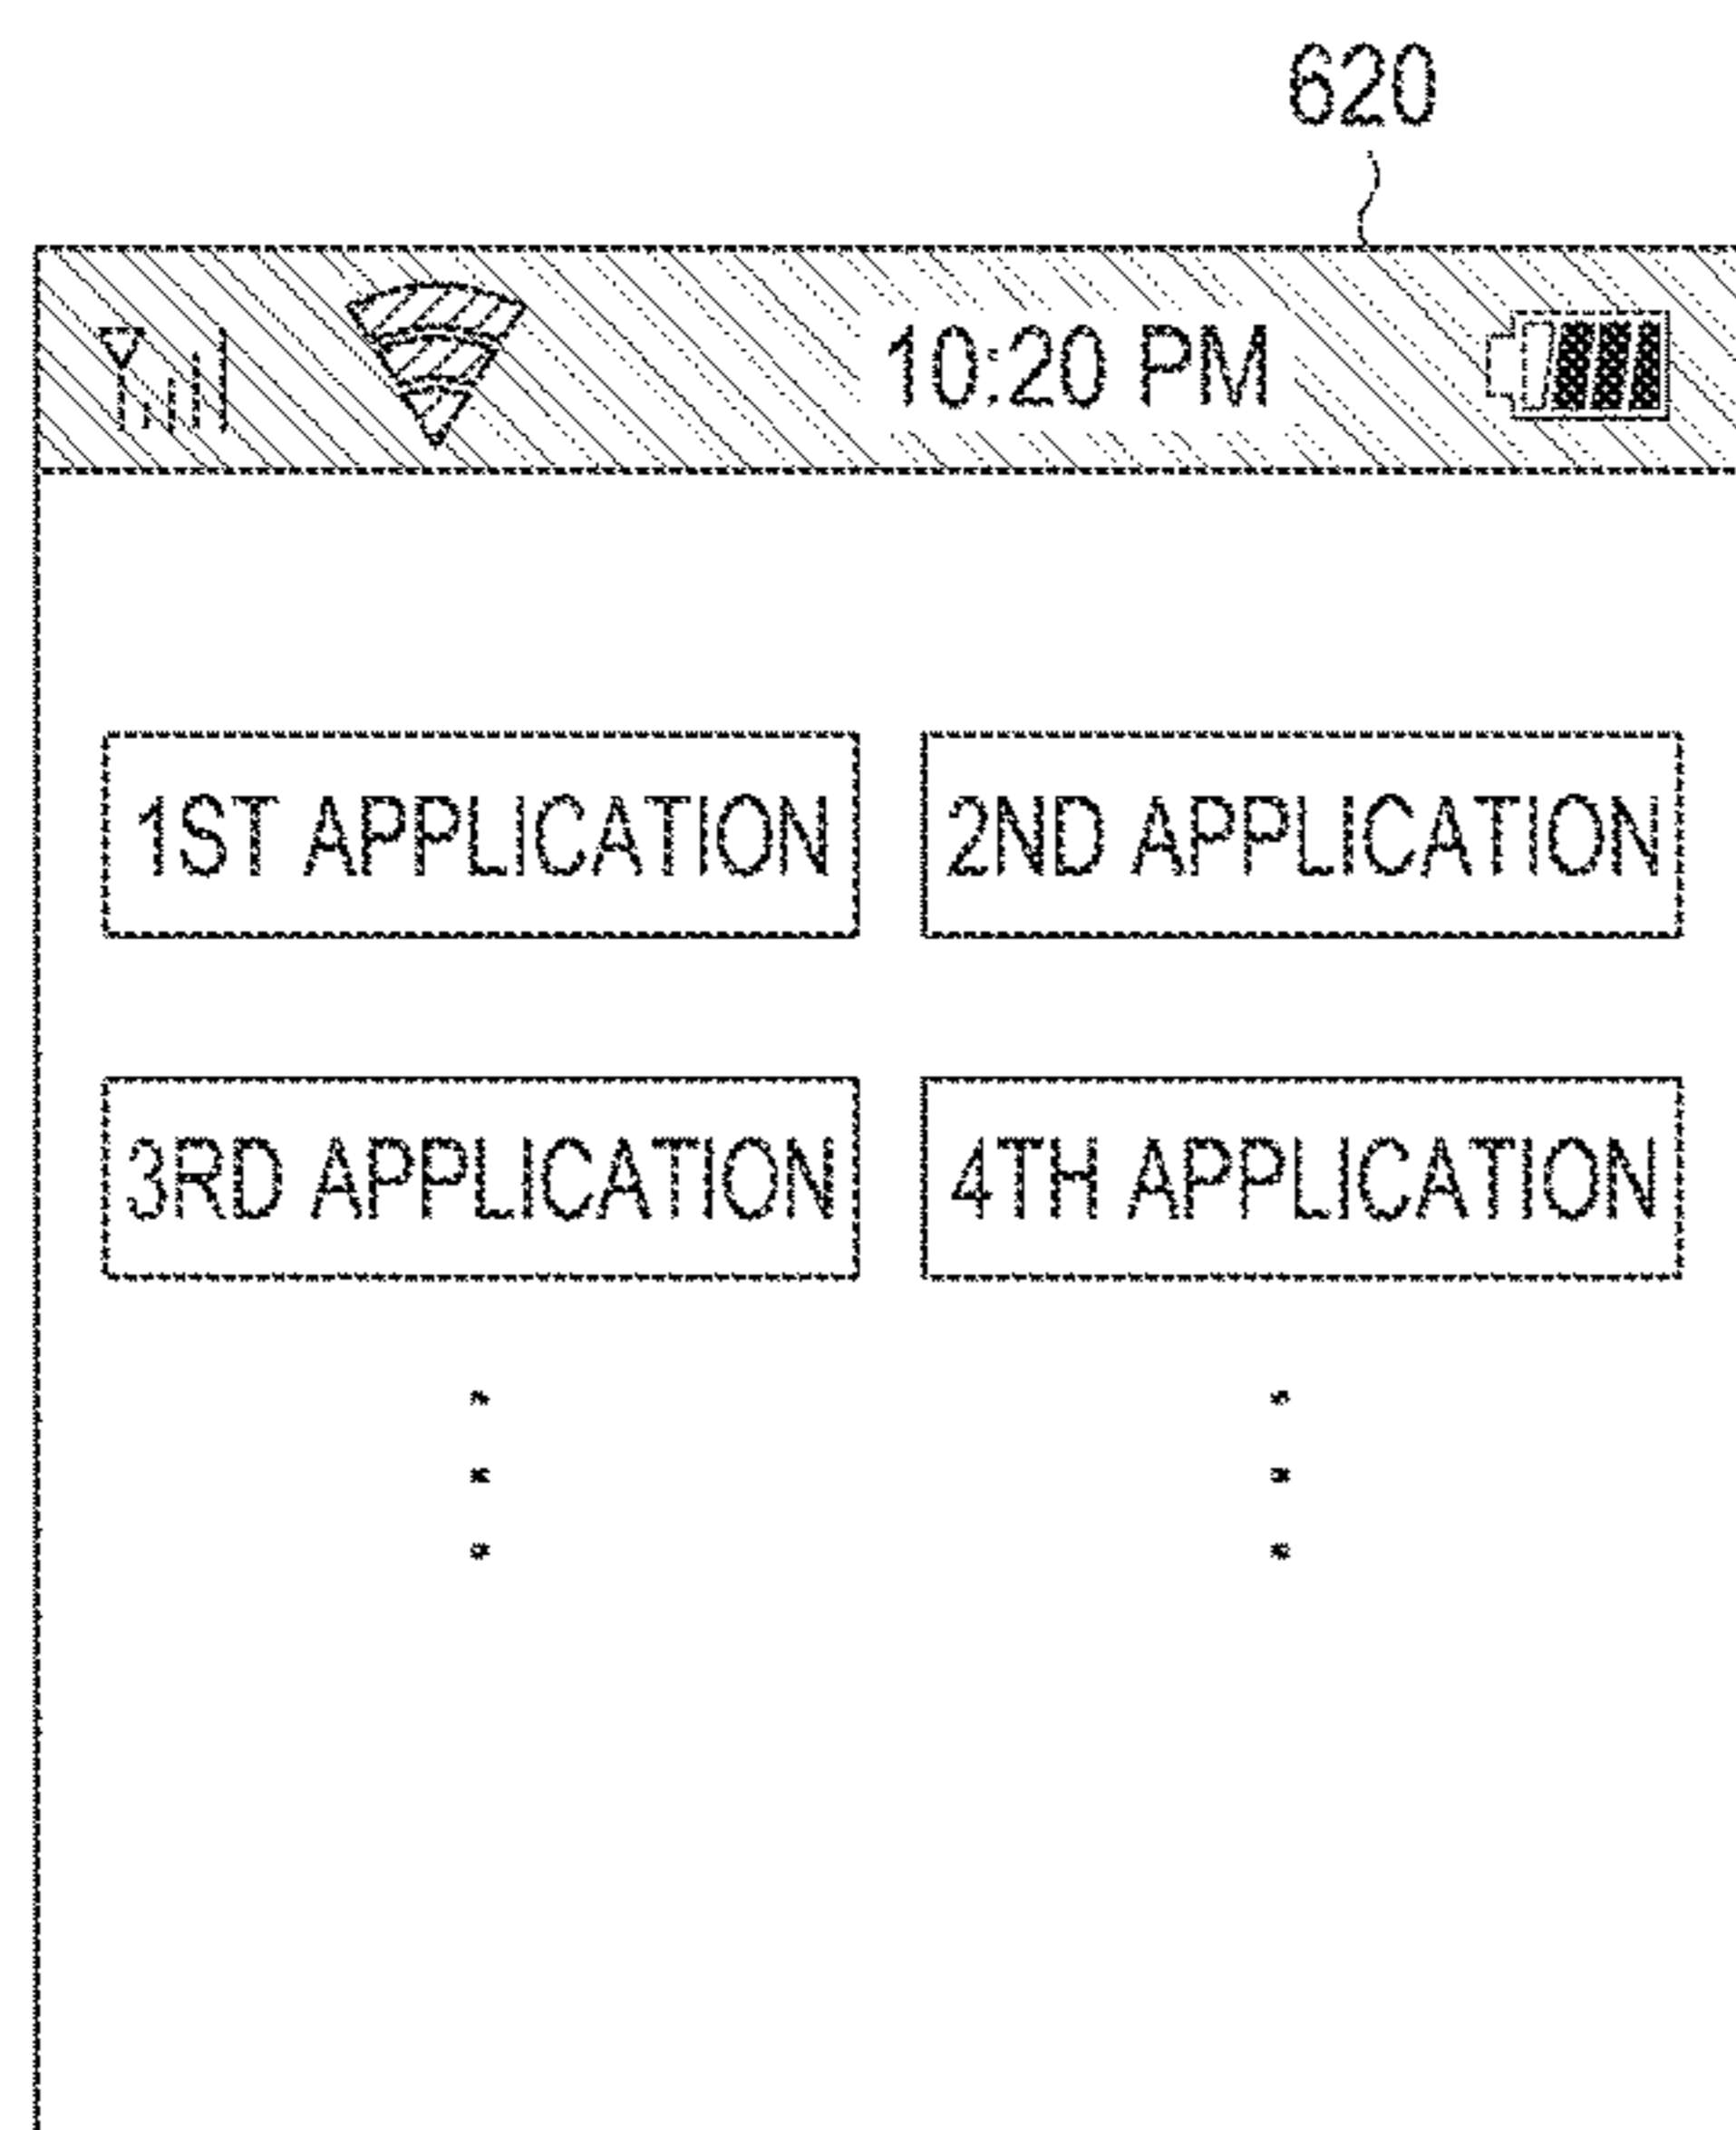 620
10:20 PM
1ST APPLICATION 2ND APPLICATION
3RD APPLICATION 4TH APPLICATION